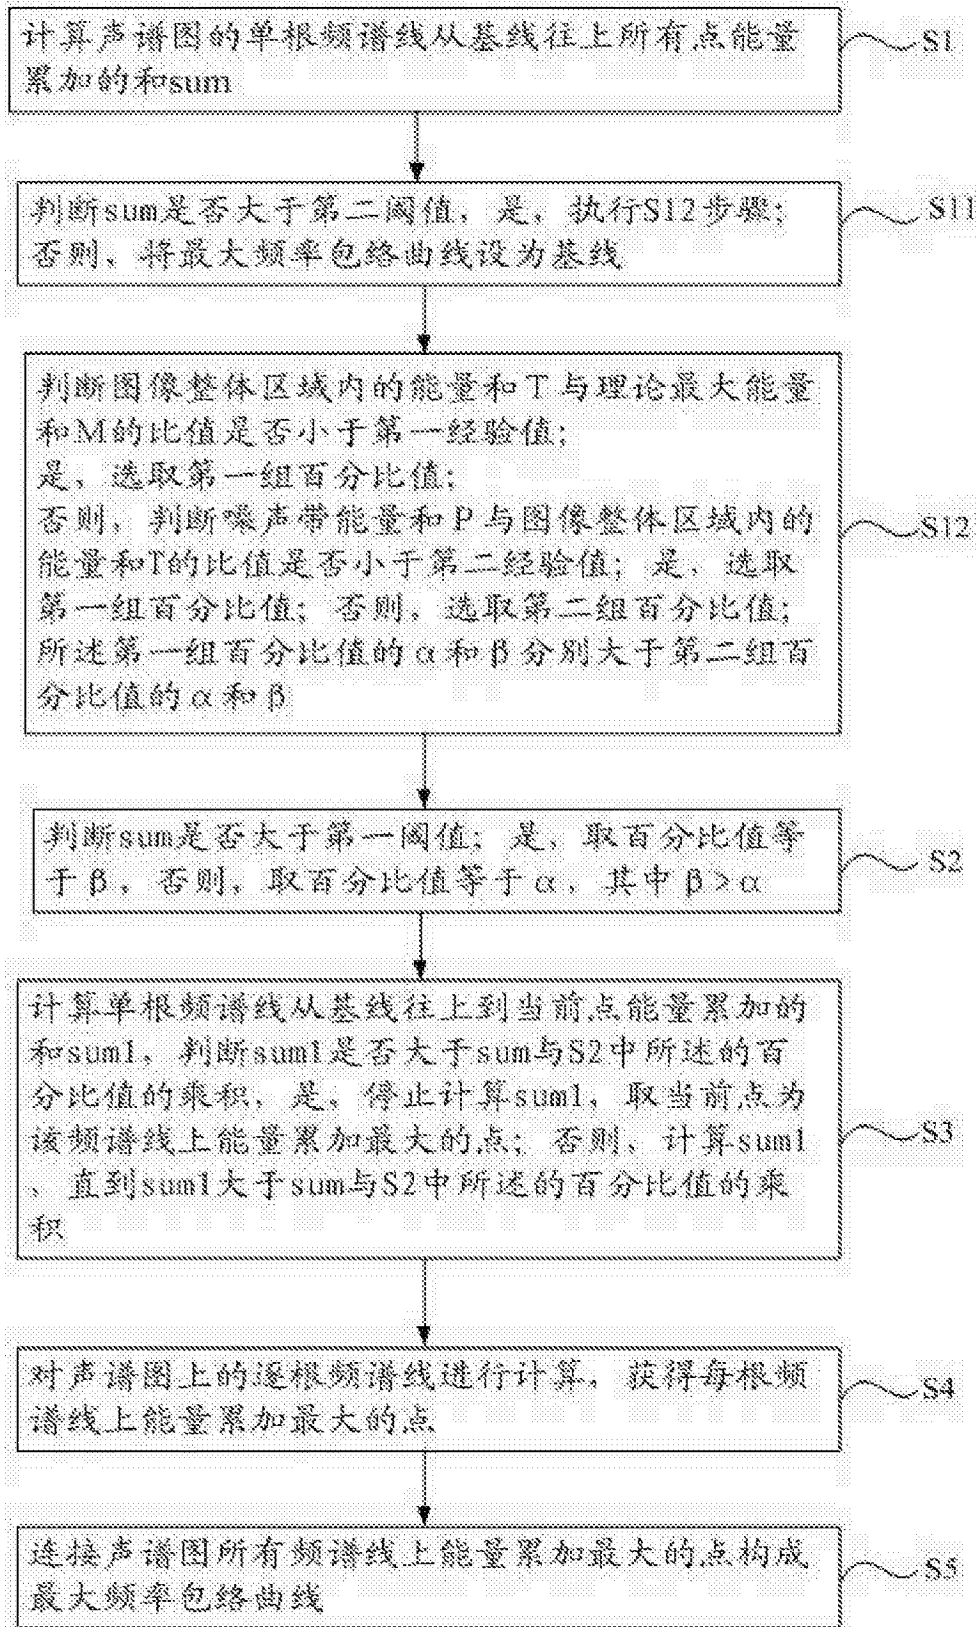 计算声谱图的单根频谱线从基线往上所有点能量
累加的和sum
S1
判断sum是否大于第二阈值，是，执行S12步骤；
否则，将最大频率包络曲线设为基线
S11
判断图像整体区域内的能量和T与理论最大能量
和M的比值是否小于第一经验值；
是，选取第一组百分比值；
否则，判断噪声带能量和P与图像整体区域内的
能量和T的比值是否小于第二经验值；是，选取
第一组百分比值；否则，选取第二组百分比值；
所述第一组百分比值的α和β分别大于第二组百
分比值的α和β
S12
判断sum是否大于第一阈值；是，取百分比值等
于β，否则，取百分比值等于α，其中β>α
S2
计算单根频谱线从基线往上到当前点能量累加的
和sum1，判断sum1是否大于sum与S2中所述的百
分比值的乘积，是，停止计算sum1，取当前点为
该频谱线上能量累加最大的点；否则，计算sum1
，直到sum1大于sum与S2中所述的百分比值的乘
积
S3
对声谱图上的逐根频谱线进行计算，获得每根频
谱线上能量累加最大的点
S4
连接声谱图所有频谱线上能量累加最大的点构成
最大频率包络曲线
S5